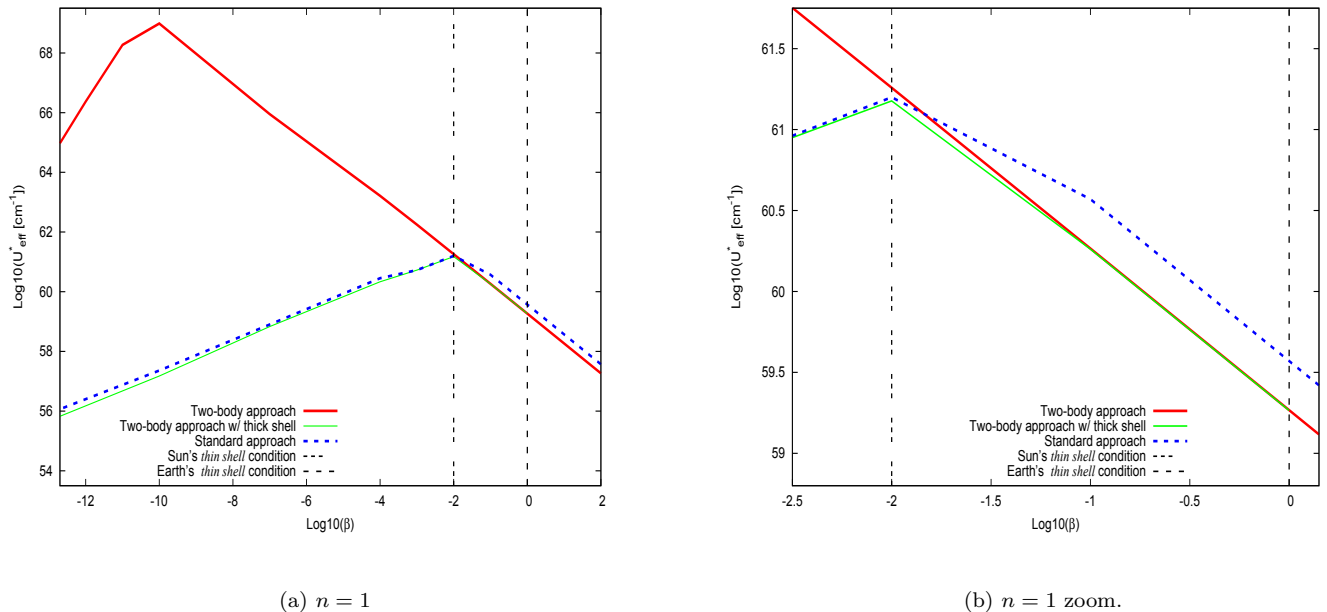 68
66
64
62
60
58
56
54
Log10(U*eff [cm-1])
Two-body approach
Two-body approach w/ thick shell
Standard approach
Sun's thin shell condition
Earth's thin shell condition
-12 -10 -8 -6 -4 -2 0 2
Log10(β)
(a) n = 1
61.5
61
60.5
60
59.5
59
Log10(U*eff [cm-1])
Two-body approach
Two-body approach w/ thick shell
Standard approach
Sun's thin shell condition
Earth's thin shell condition
-2.5 -2 -1.5 -1 -0.5 0
Log10(β)
(b) n = 1 zoom.